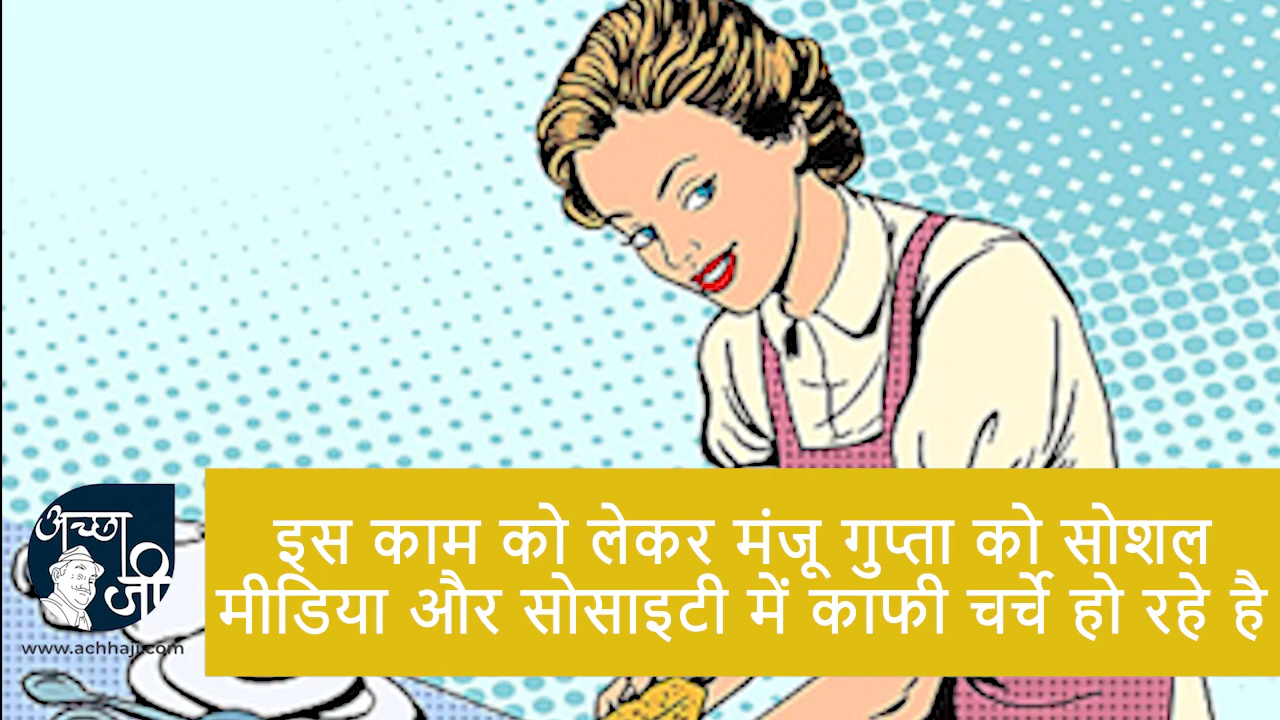 इस काम को लेकर मंजू गुप्ता को सोशल
मीडिया और सोसाइटी में काफी चर्चे हो रहे है
अच्छा
जी
www.achhaji.com